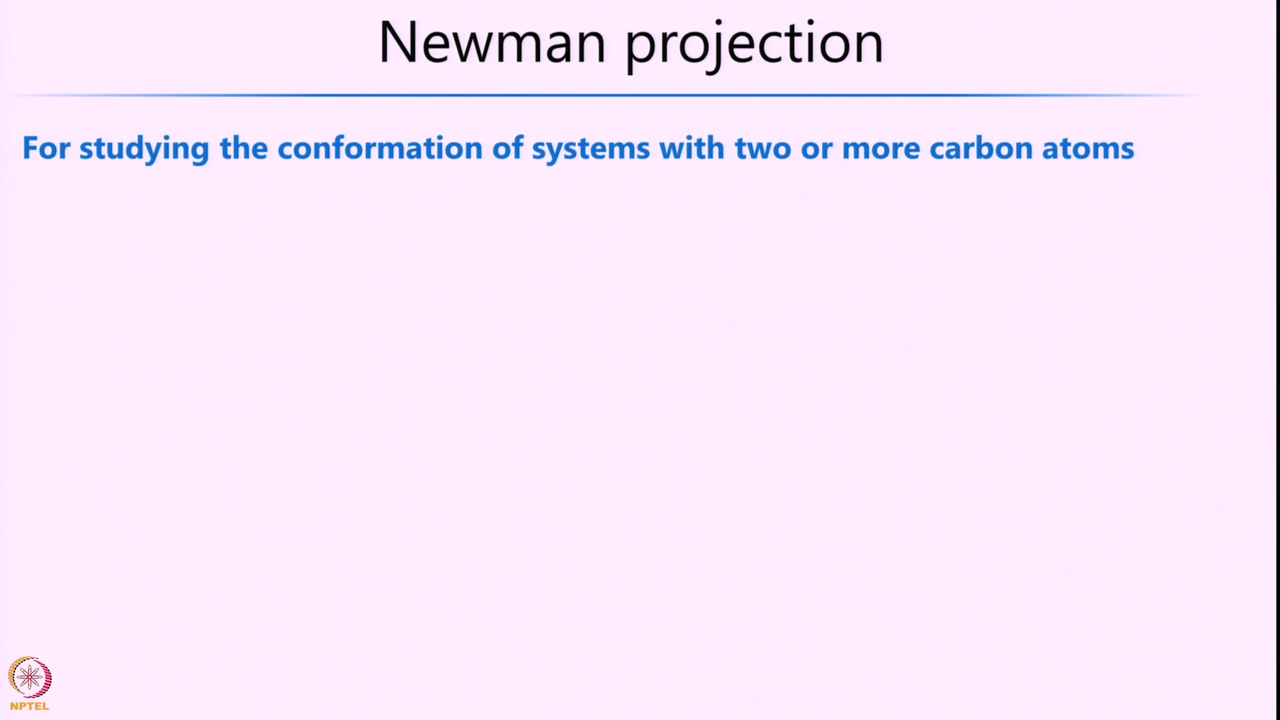 Newman projection
For studying the conformation of systems with two or more carbon atoms
NPTEL